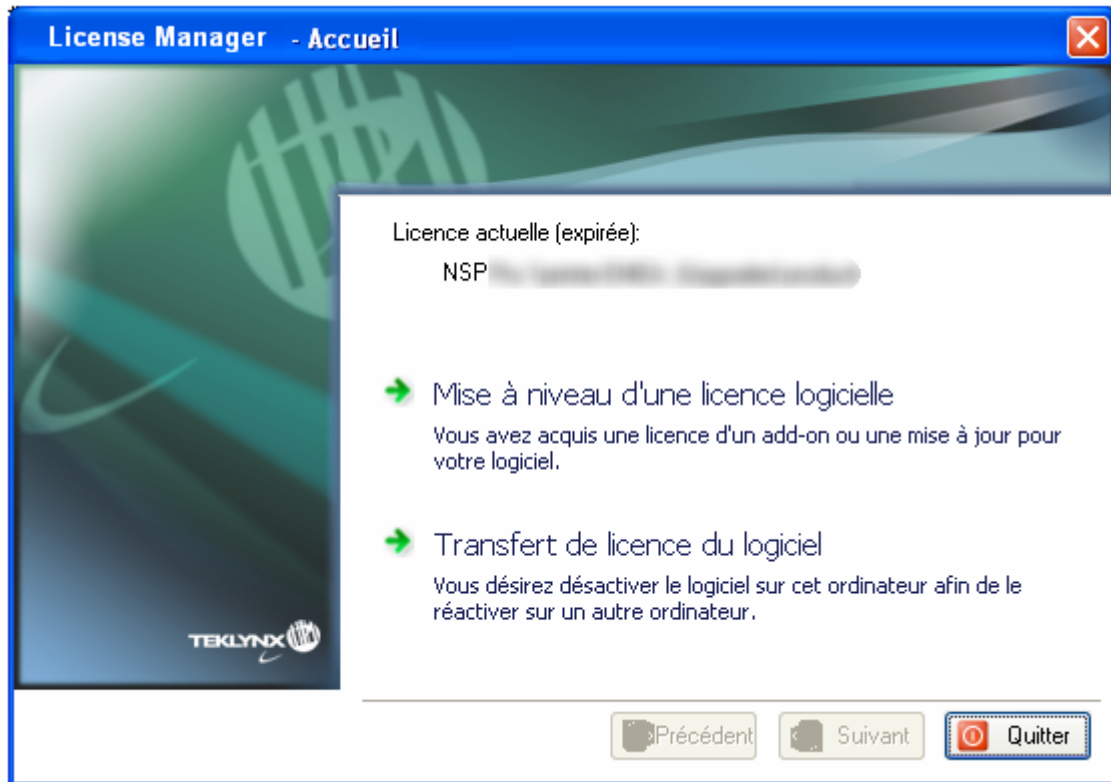 License Manager - Accueil
Licence actuelle (expirée):
NSP
Mise à niveau d'une licence logicielle
Vous avez acquis une licence d'un add-on ou une mise à jour pour
votre logiciel.
Transfert de licence du logiciel
Vous désirez désactiver le logiciel sur cet ordinateur afin de le
réactiver sur un autre ordinateur.
TEKLYNX
Précédent Suivant Quitter